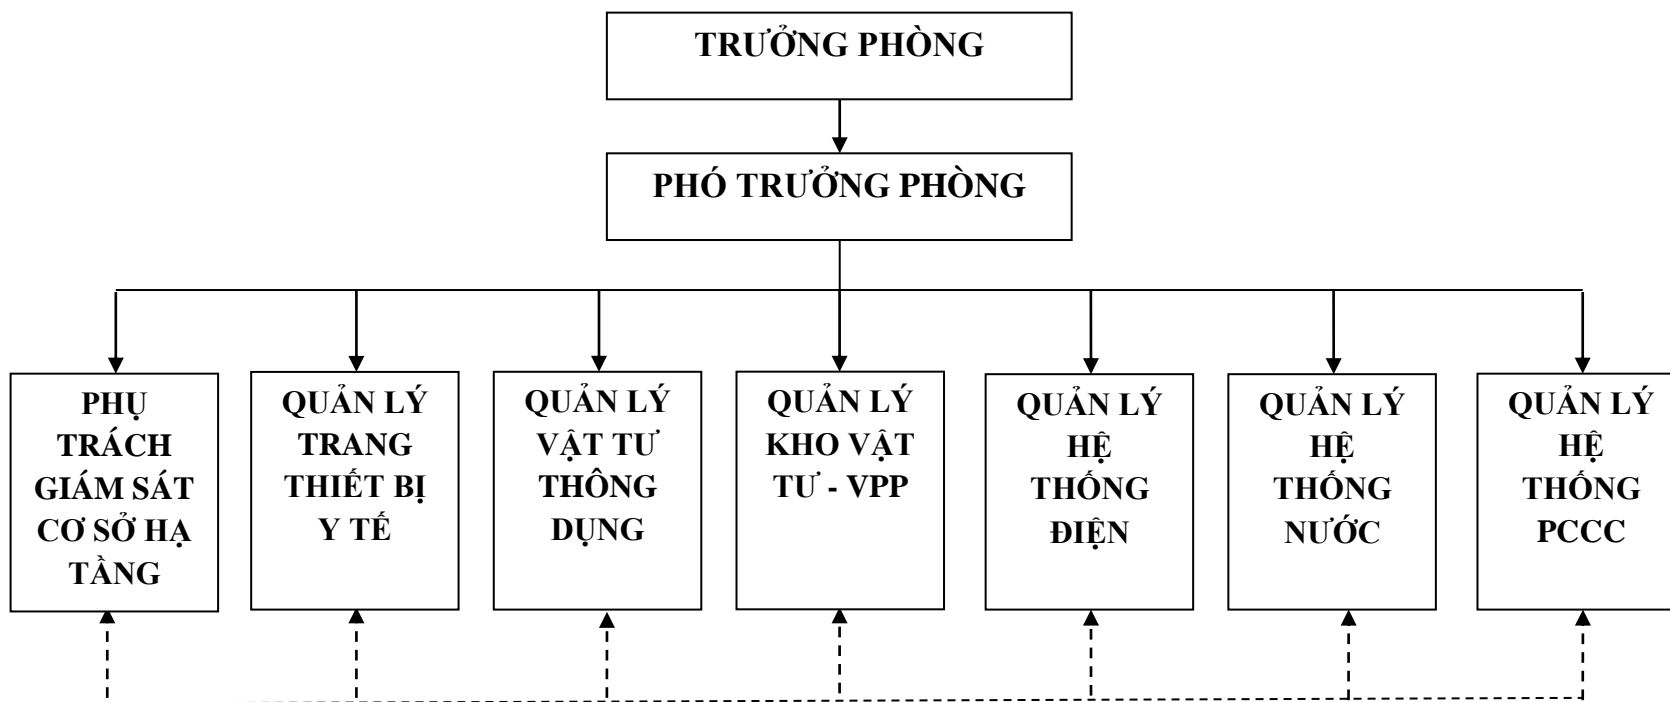 TRƯỞNG PHÒNG
PHÓ TRƯỞNG PHÒNG
PHỤ
TRÁCH
GIÁM SÁT
CƠ SỞ HẠ
TẦNG
QUẢN LÝ
TRANG
THIẾT BỊ
Y TẾ
QUẢN LÝ
VẬT TƯ
THÔNG
DỤNG
QUẢN LÝ
KHO VẬT
TƯ - VPP
QUẢN LÝ
HỆ
THỐNG
ĐIỆN
QUẢN LÝ
HỆ
THỐNG
NƯỚC
QUẢN LÝ
HỆ
THỐNG
PCCC